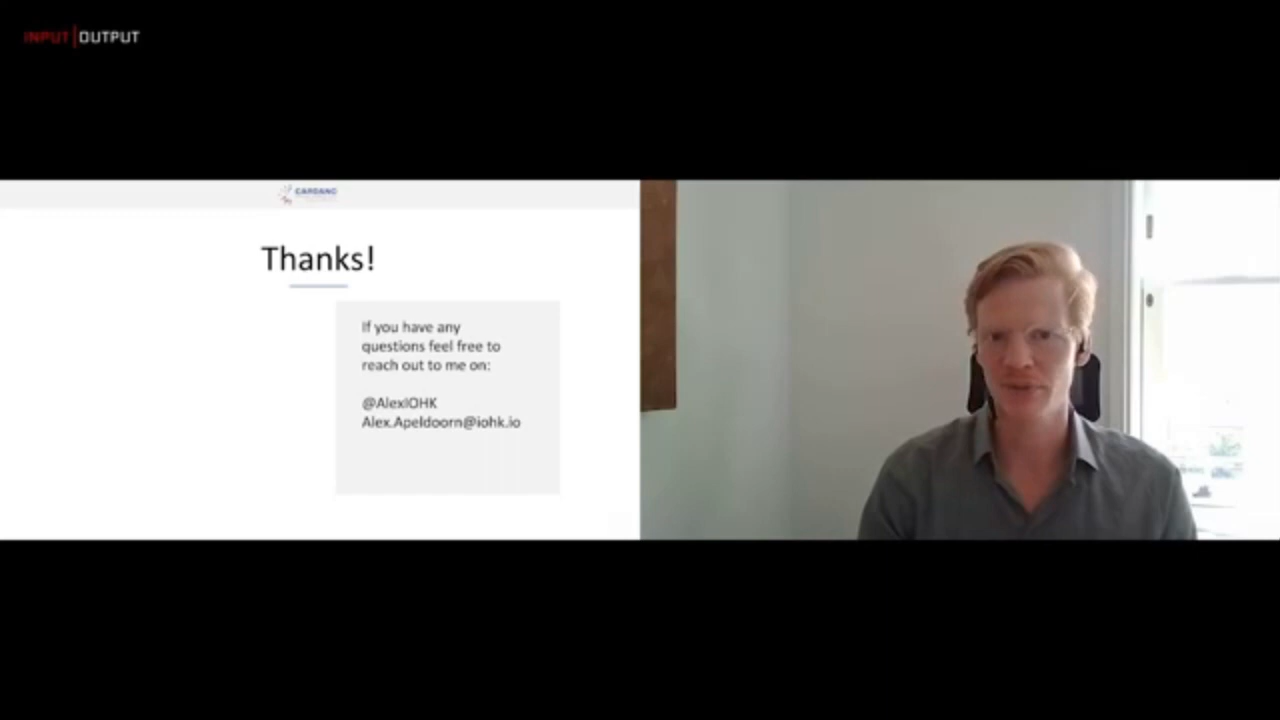 INPUT|OUTPUT
CARDANO
Thanks!
If you have any
questions feel free to
reach out to me on:
@AlexIOHK
Alex.Apeldoorn@iohk.io